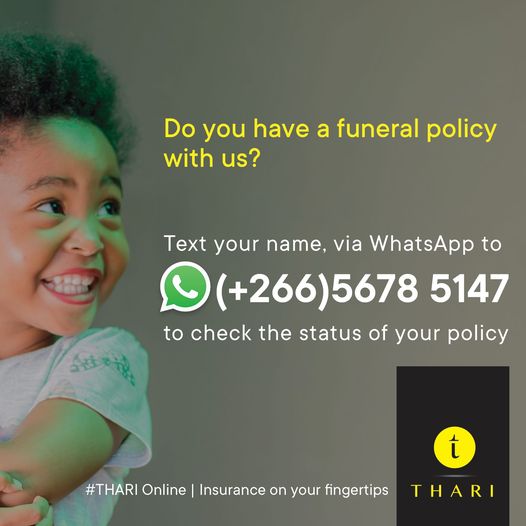 Do you have a funeral policy
with us?
Text your name, via WhatsApp to
(+266)5678 5147
to check the status of your policy
t
THARI
#THARI Online | Insurance on your fingertips